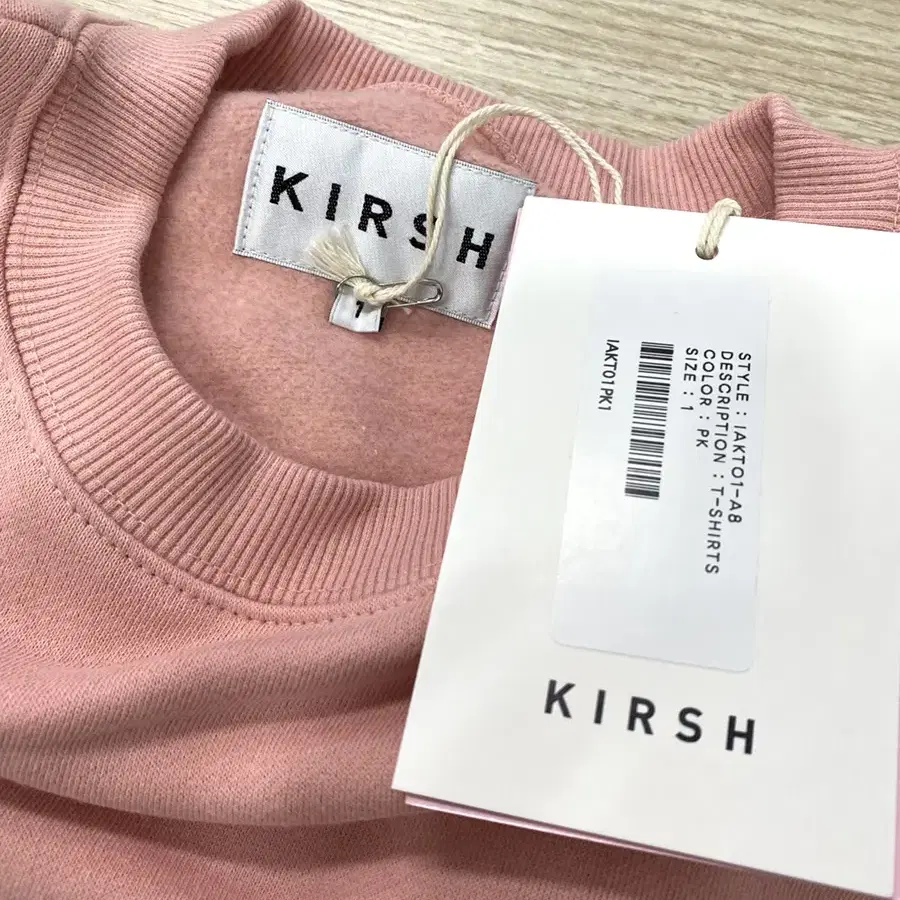 KIRSH
1
STYLE : IAKT01-A8
DESCRIPTION : T-SHIRTS
COLOR : PK
SIZE : 1
IAKT01PK1
KIRSH